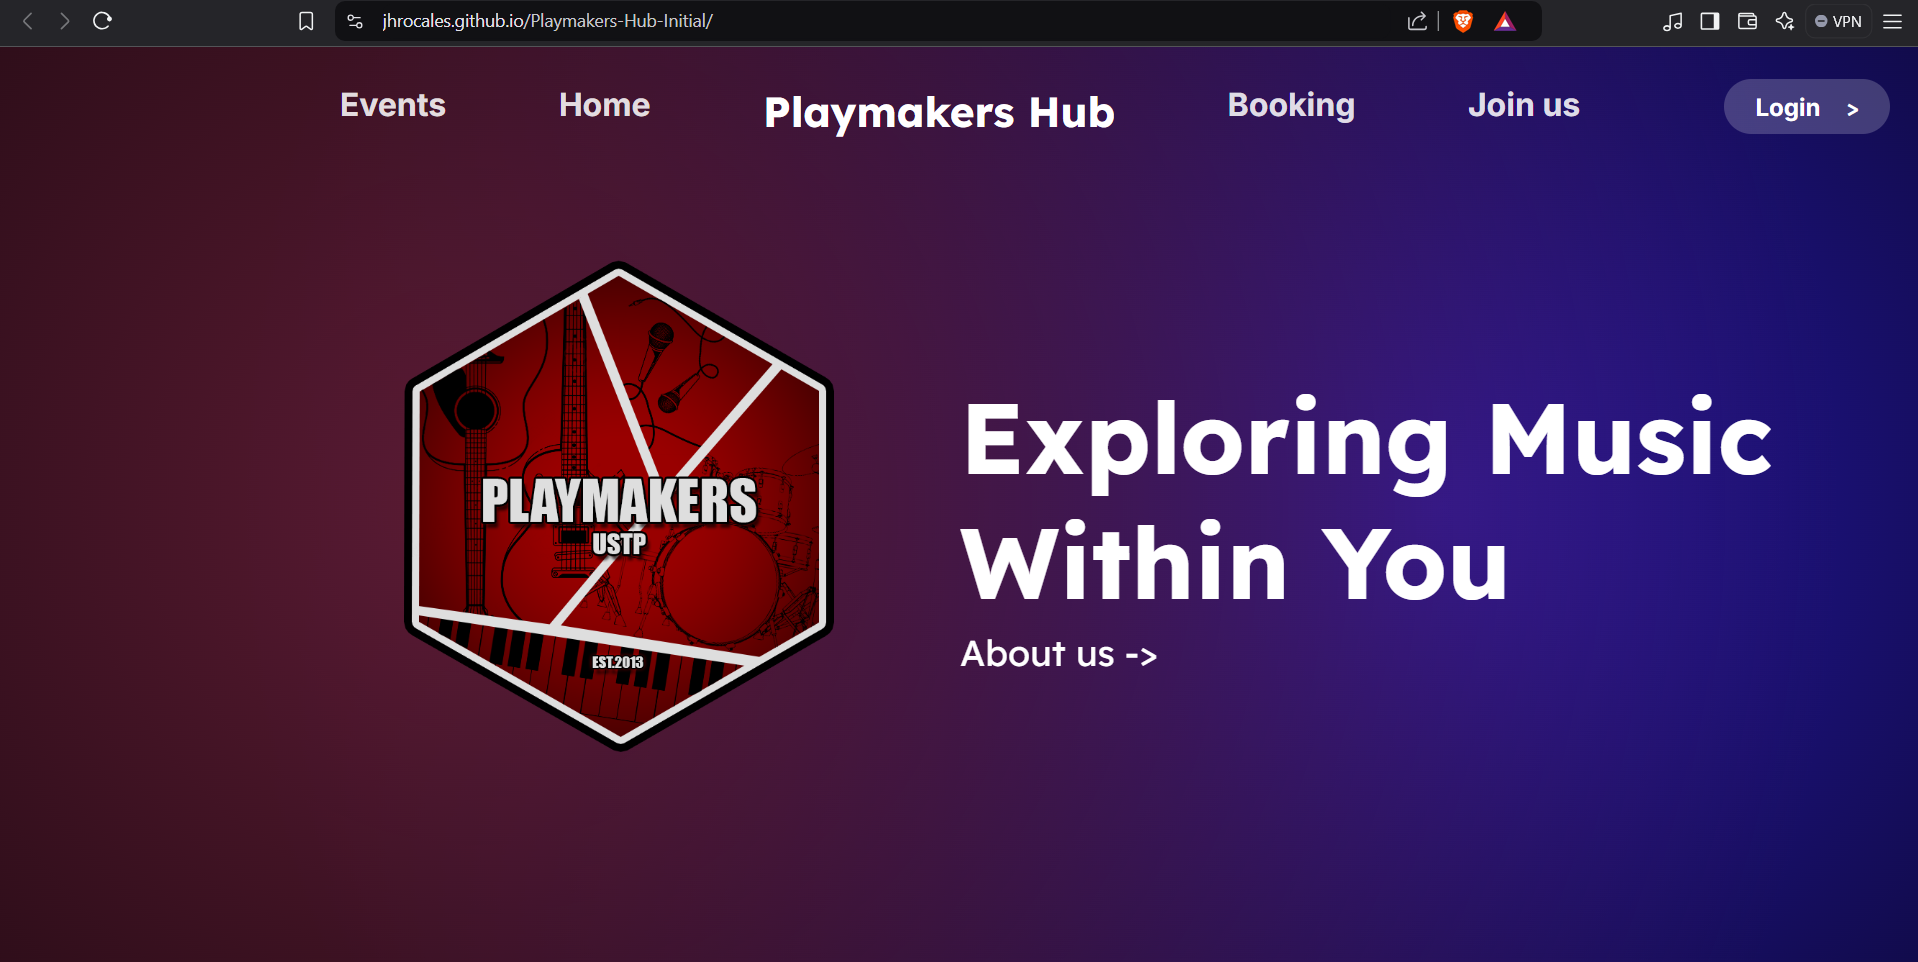 jhrocales.github.io/Playmakers-Hub-Initial/
VPN
Events
Home
Playmakers Hub
Booking
Join us
Login >
PLAYMAKERS
USTP
EST.2013
Exploring Music
Within You
About us ->